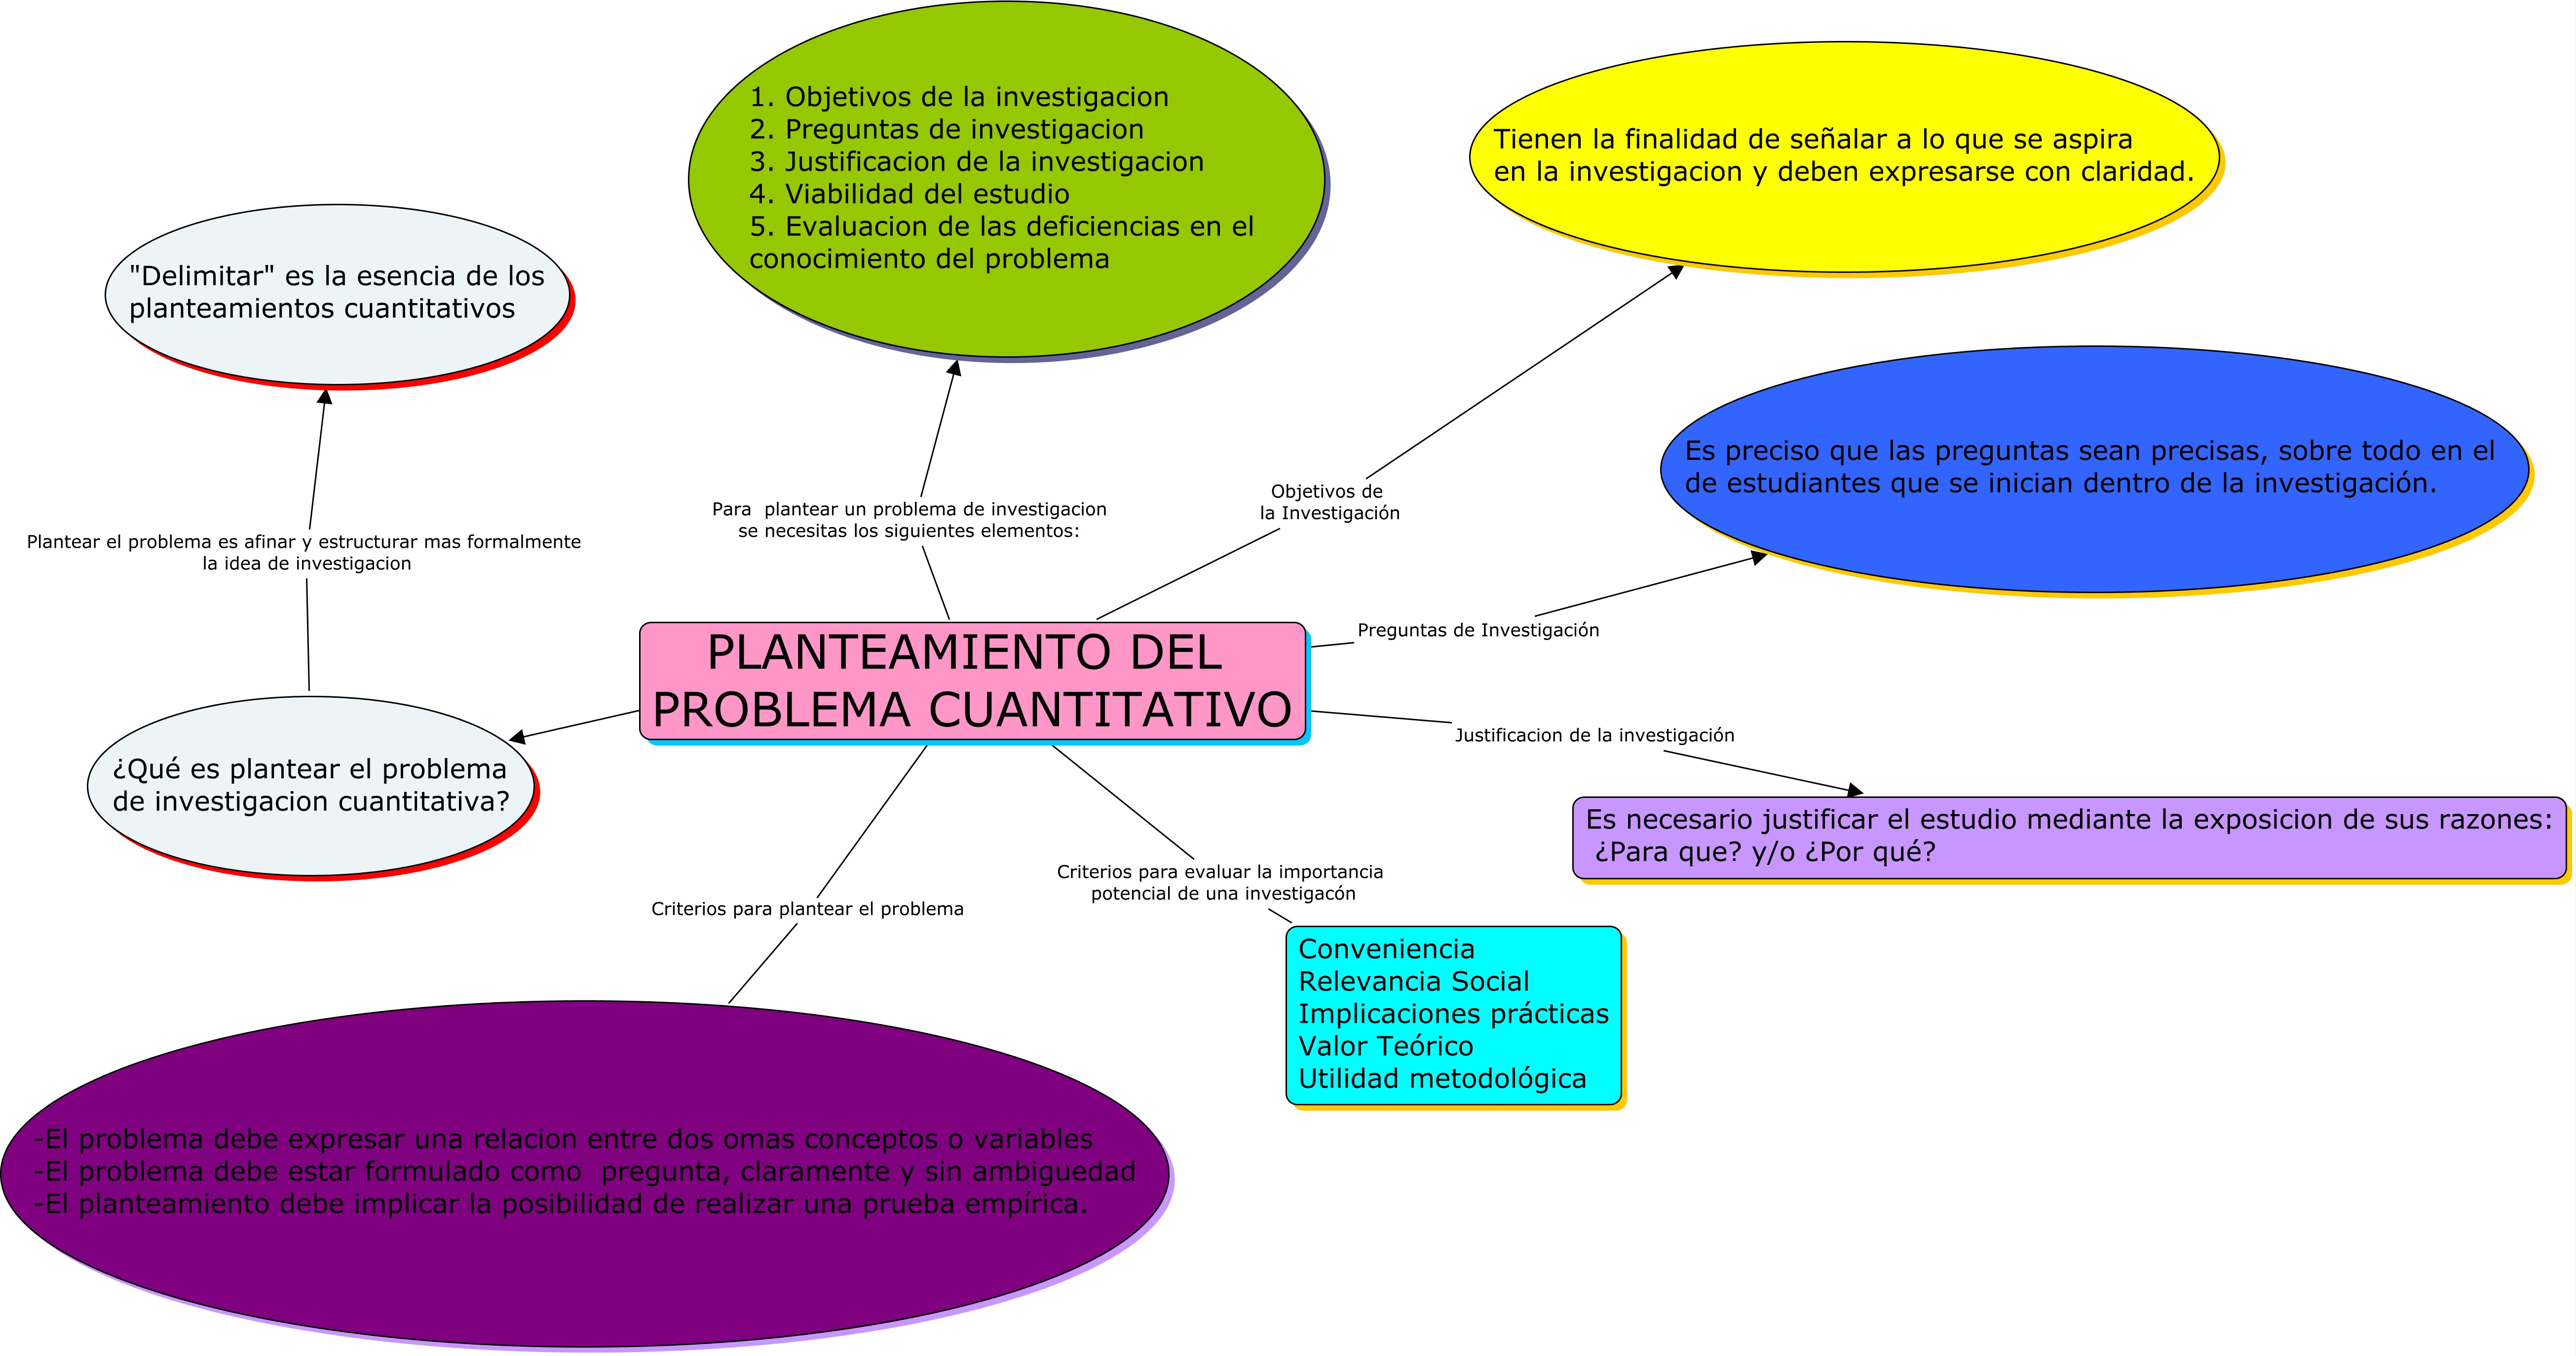 1. Objetivos de la investigacion
2. Preguntas de investigacion
3. Justificacion de la investigacion
4. Viabilidad del estudio
5. Evaluacion de las deficiencias en el
conocimiento del problema
Tienen la finalidad de señalar a lo que se aspira
en la investigacion y deben expresarse con claridad.
"Delimitar" es la esencia de los
planteamientos cuantitativos
Es preciso que las preguntas sean precisas, sobre todo en el
de estudiantes que se inician dentro de la investigación.
Plantear el problema es afinar y estructurar mas formalmente
la idea de investigacion
Para  plantear un problema de investigacion
se necesitas los siguientes elementos:
Objetivos de
la Investigación
Preguntas de Investigación
PLANTEAMIENTO DEL
PROBLEMA CUANTITATIVO
Justificacion de la investigación
¿Qué es plantear el problema
de investigacion cuantitativa?
Es necesario justificar el estudio mediante la exposicion de sus razones:
¿Para que? y/o ¿Por qué?
Criterios para plantear el problema
Criterios para evaluar la importancia
potencial de una investigacón
Conveniencia
Relevancia Social
Implicaciones prácticas
Valor Teórico
Utilidad metodológica
-El problema debe expresar una relacion entre dos omas conceptos o variables
-El problema debe estar formulado como  pregunta, claramente y sin ambiguedad
-El planteamiento debe implicar la posibilidad de realizar una prueba empírica.